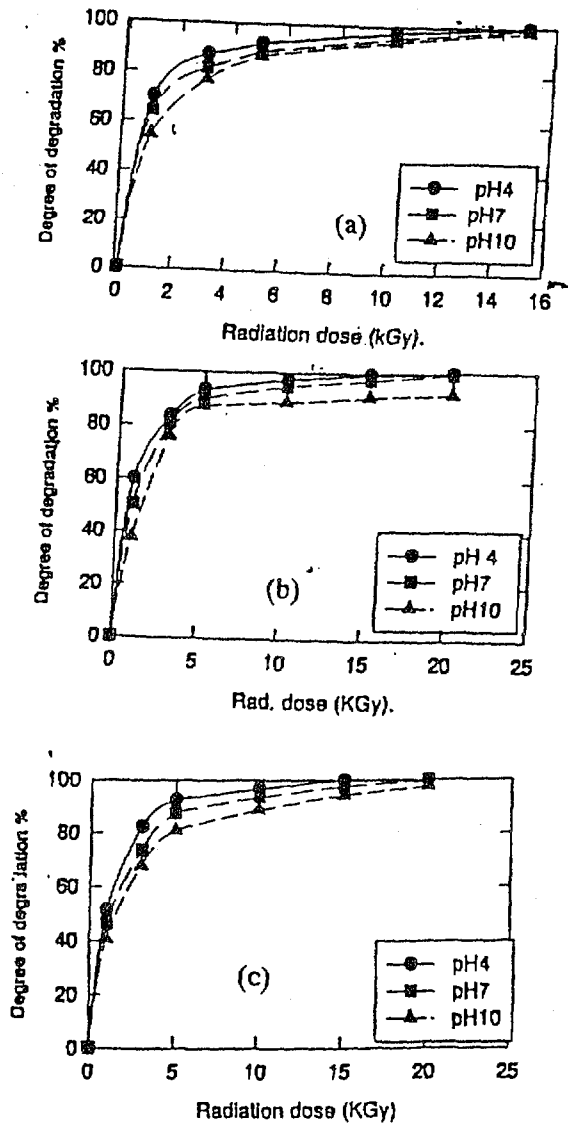 100
80
60
40
20
0
Degree of degradation %
(a)
pH4
pH7
pH10
0 2 4 6 8 10 12 14 16
Radiation dose (kGy).
100
80
60
40
20
0
Degree of degradation %
(b)
pH 4
pH7
pH10
0 5 10 15 20 25
Rad. dose (KGy).
100
80
60
40
20
0
Degree of degradation %
(c)
pH4
pH7
pH10
0 5 10 15 20 25
Radiation dose (KGy)